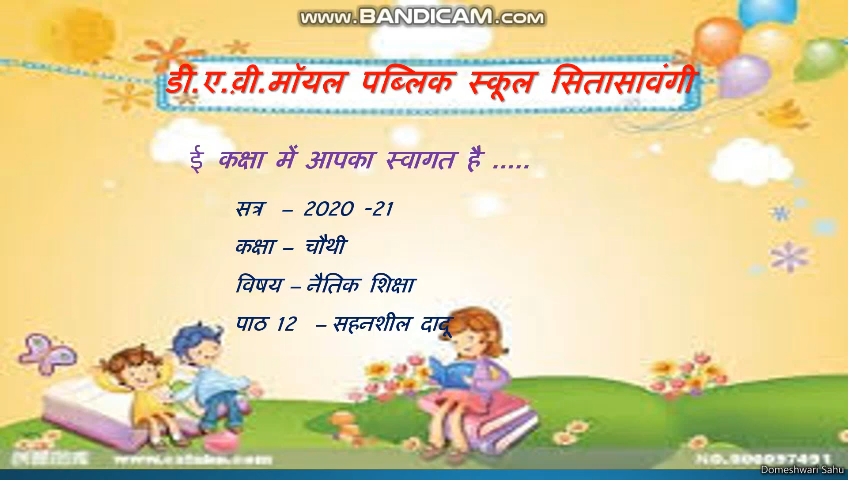 www.BANDICAM.com
डी.ए.वी.मॉयल पब्लिक स्कूल सितासावंगी
ई कक्षा में आपका स्वागत है .....
सत्र – 2020 -21
कक्षा – चौथी
विषय – नैतिक शिक्षा
पाठ 12 – सहनशील दादू
Domeshwari Sahu